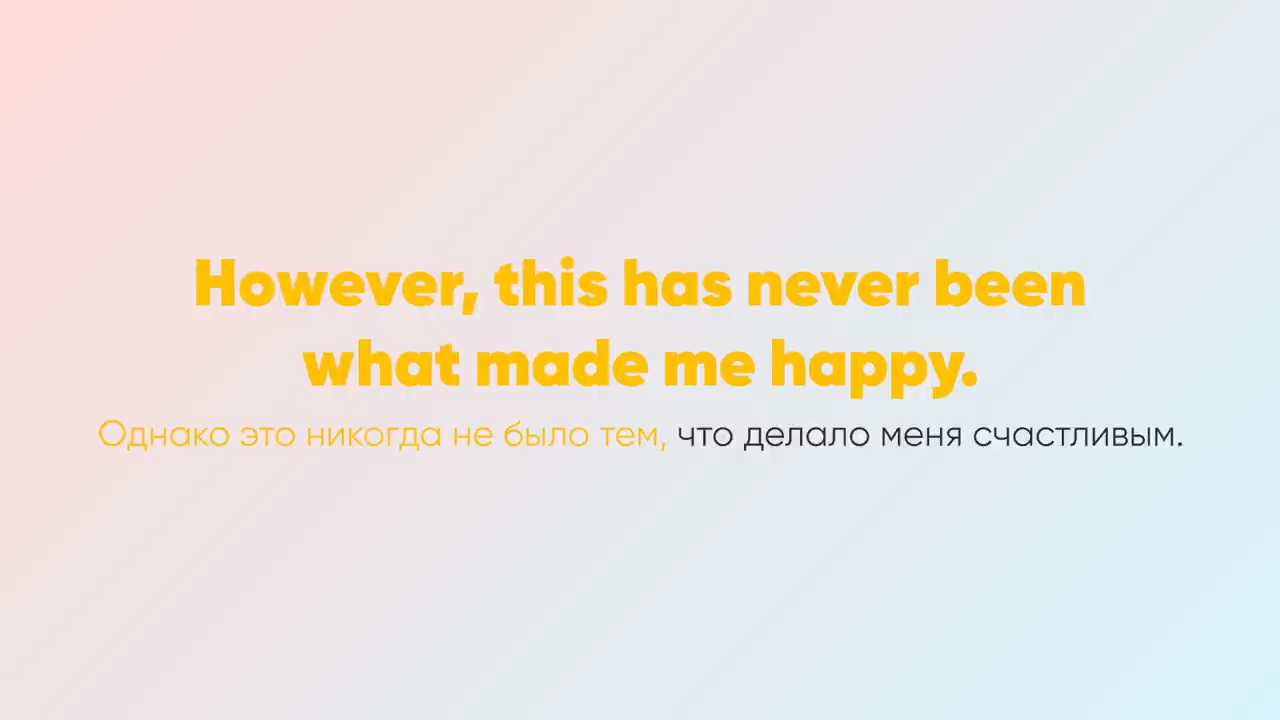 However, this has never been
what made me happy.
Однако это никогда не было тем, что делало меня счастливым.